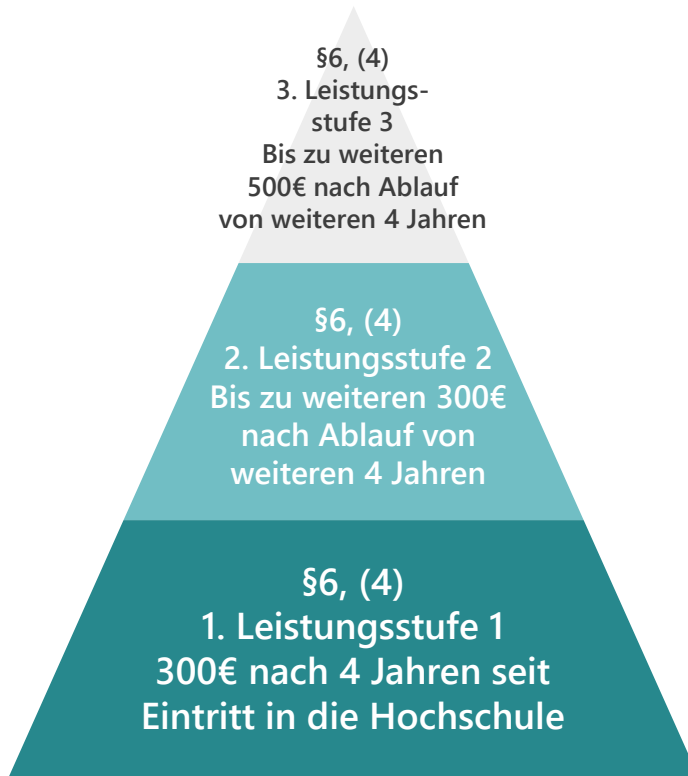 §6, (4)
3. Leistungs-
stufe 3
Bis zu weiteren
500€ nach Ablauf
von weiteren 4 Jahren
§6, (4)
2. Leistungsstufe 2
Bis zu weiteren 300€
nach Ablauf von
weiteren 4 Jahren
§6, (4)
1. Leistungsstufe 1
300€ nach 4 Jahren seit
Eintritt in die Hochschule